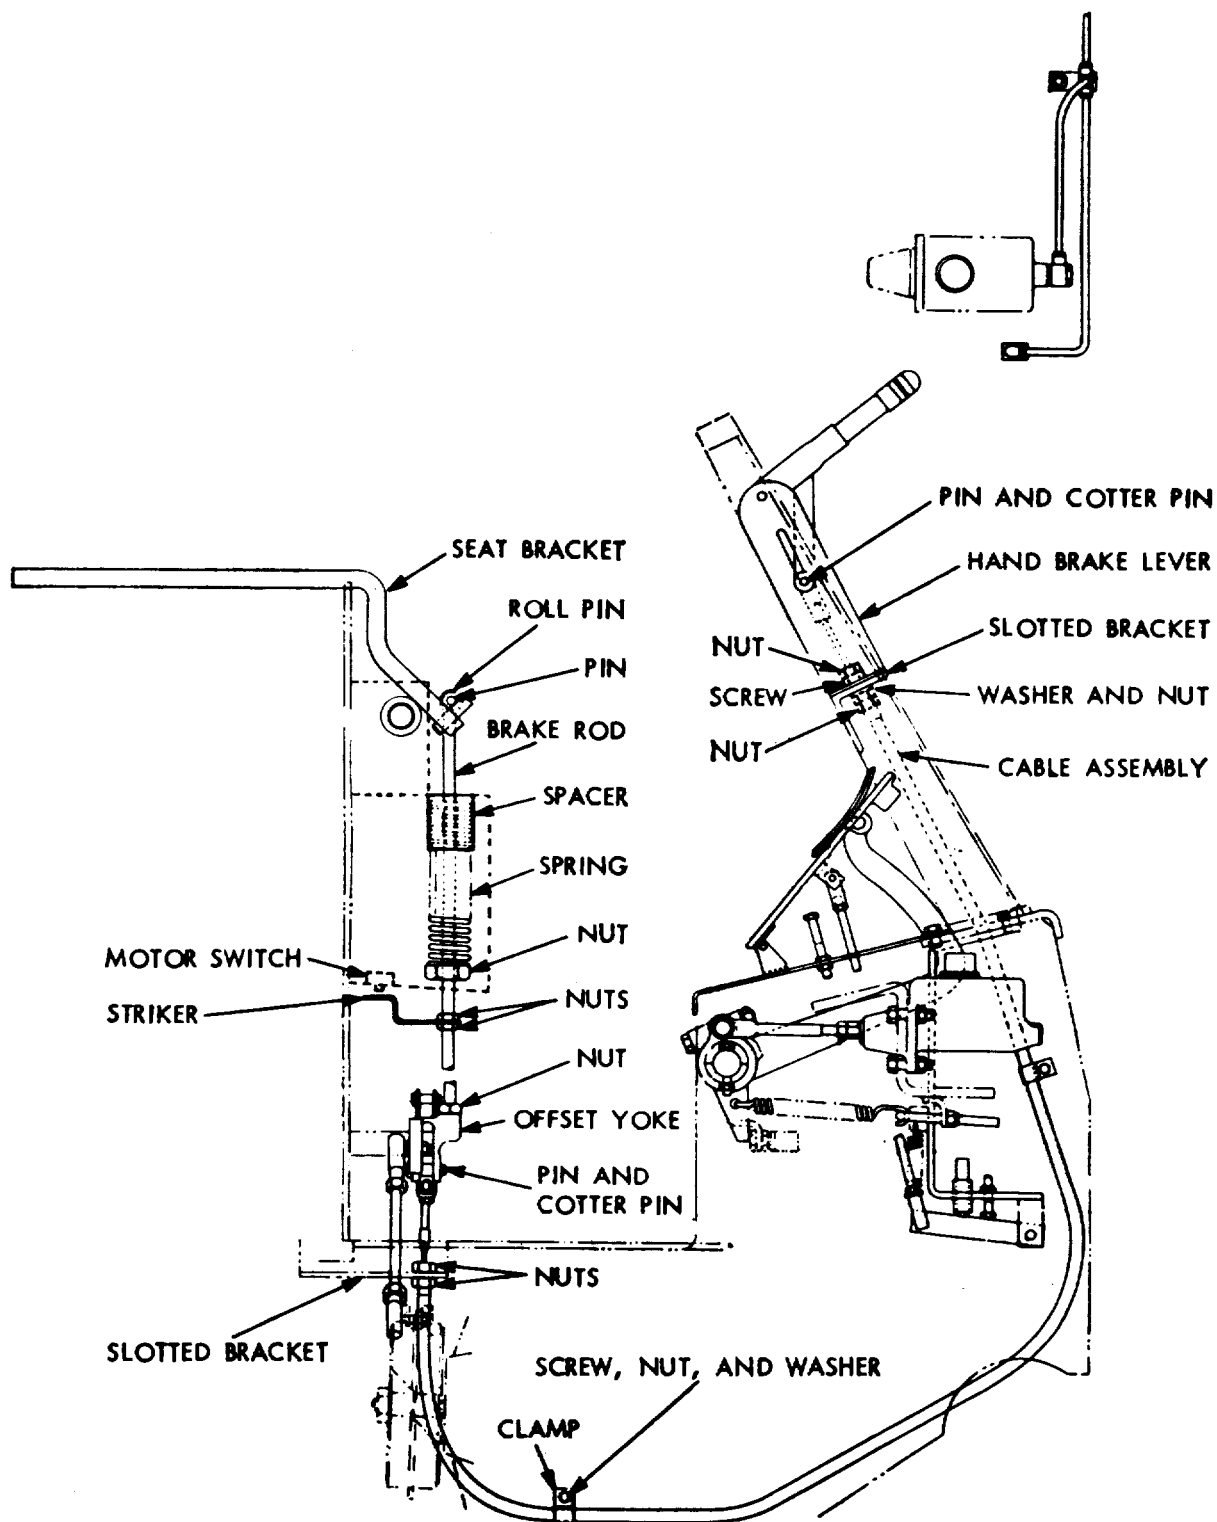 PIN AND COTTER PIN
SEAT BRACKET
HAND BRAKE LEVER
ROLL PIN
SLOTTED BRACKET
NUT
PIN
SCREW
WASHER AND NUT
BRAKE ROD
NUT
CABLE ASSEMBLY
SPACER
SPRING
NUT
MOTOR SWITCH
NUTS
STRIKER
NUT
OFFSET YOKE
PIN AND
COTTER PIN
NUTS
SLOTTED BRACKET
SCREW, NUT, AND WASHER
CLAMP